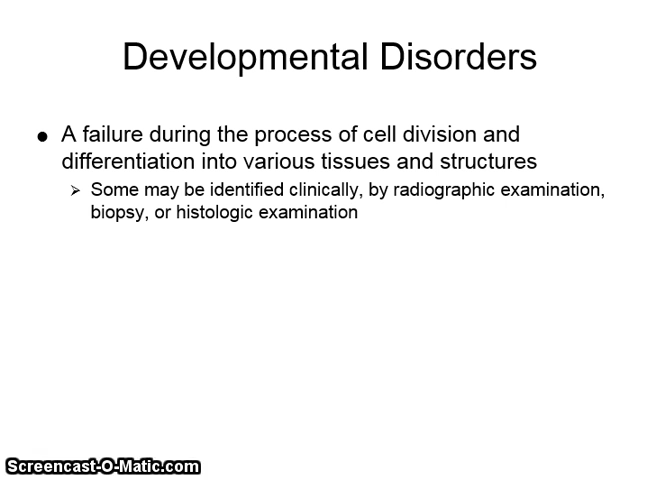 Developmental Disorders
● A failure during the process of cell division and
differentiation into various tissues and structures
➢ Some may be identified clinically, by radiographic examination,
biopsy, or histologic examination
Screencast-O-Matic.com